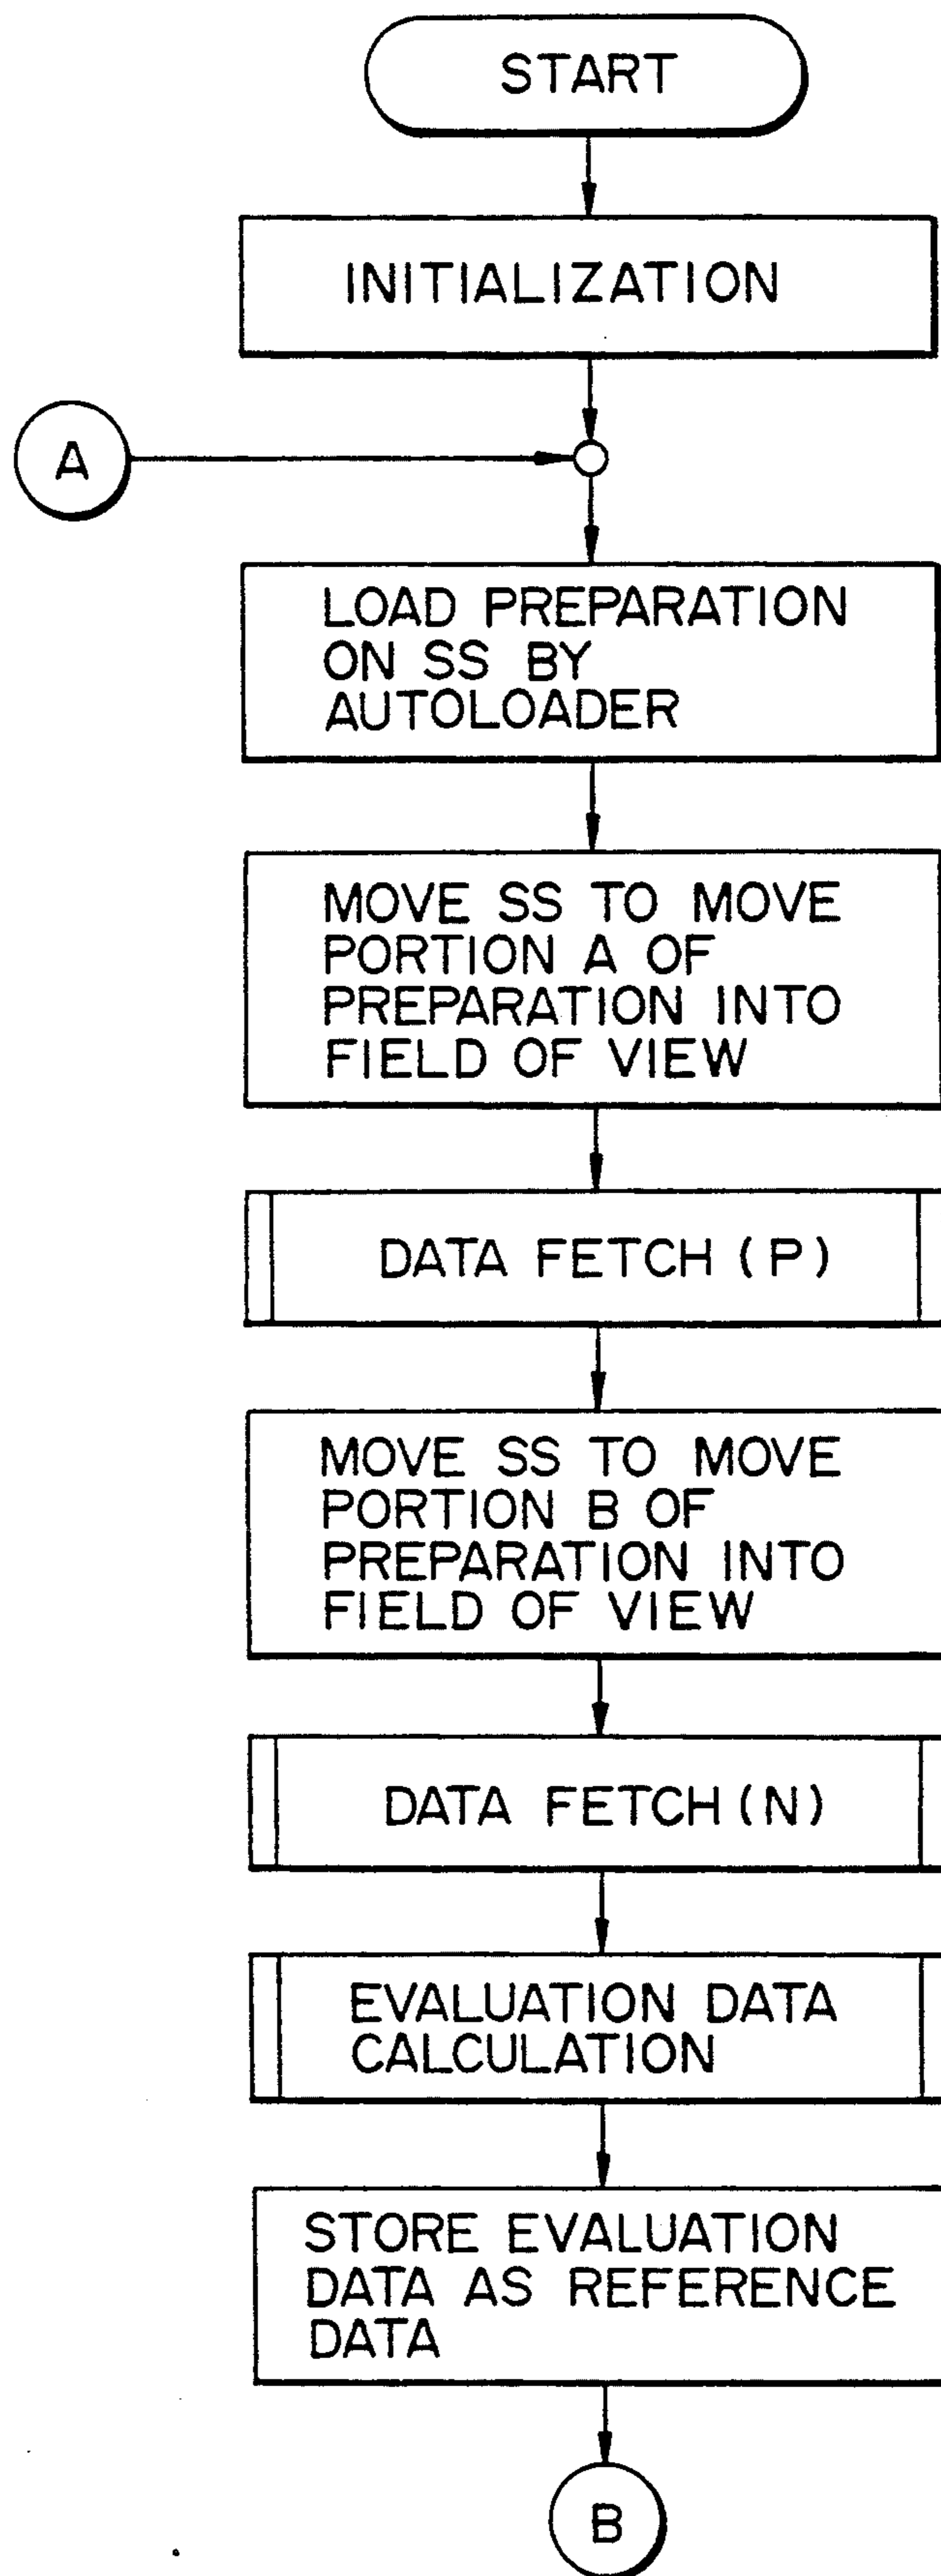 START
INITIALIZATION
A
LOAD PREPARATION
ON SS BY
AUTOLOADER
MOVE SS TO MOVE
PORTION A OF
PREPARATION INTO
FIELD OF VIEW
DATA FETCH (P)
MOVE SS TO MOVE
PORTION B OF
PREPARATION INTO
FIELD OF VIEW
DATA FETCH (N)
EVALUATION DATA
CALCULATION
STORE EVALUATION
DATA AS REFERENCE
DATA
B